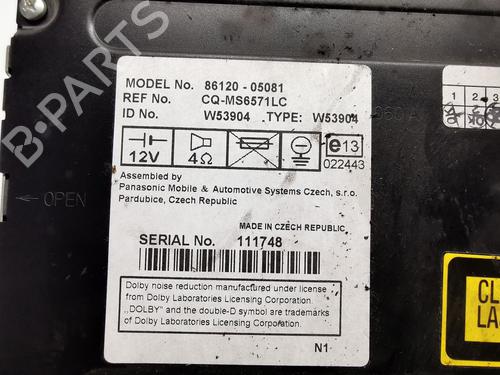 MODEL No. 86120 - 05081
REF No. CQ-MS6571LC
ID No. W53904 .TYPE: W53904
12V 4Ω e13
022443
Assembled by
Panasonic Mobile & Automotive Systems Czech, s.r.o.
Pardubice, Czech Republic
MADE IN CZECH REPUBLIC
SERIAL No. 111748
Dolby noise reduction manufactured under license
from Dolby Laboratories Licensing Corporation.
„DOLBY" and the double-D symbol are trademarks
of Dolby Laboratories Licensing Corporation.
N1
OPEN
1 2 3
CL
LA
B-PARTS